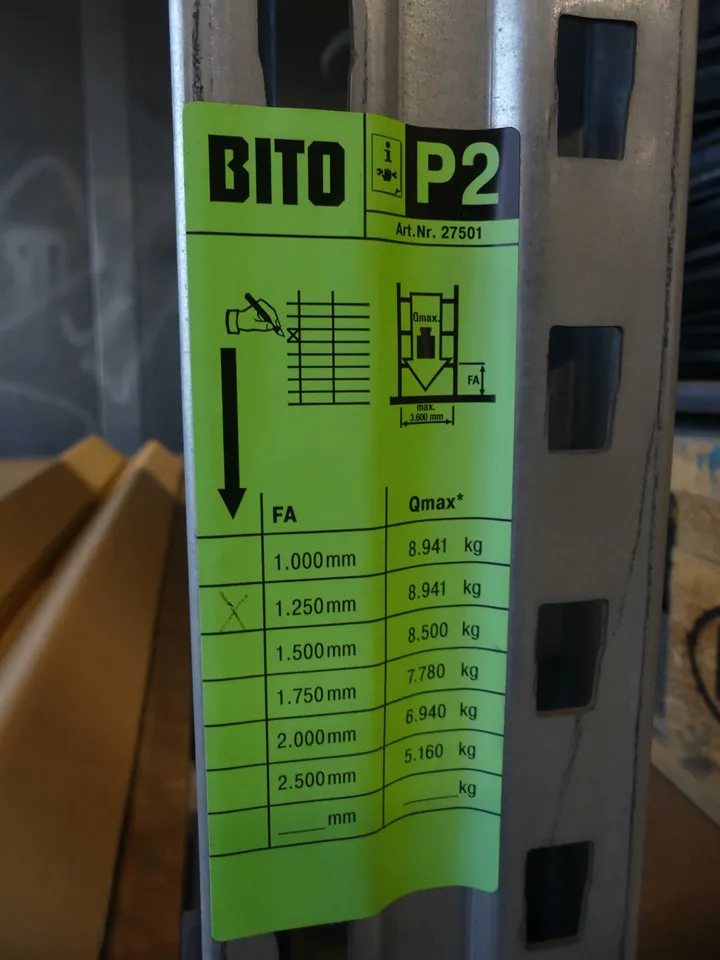 BITO
i
P2
Art.Nr. 27501
Qmax.
FA
max.
3.600 mm
FA Qmax*
1.000mm 8.941 kg
X 1.250mm 8.941 kg
1.500mm 8.500 kg
1.750mm 7.780 kg
2.000mm 6.940 kg
2.500mm 5.160 kg
____mm ____kg